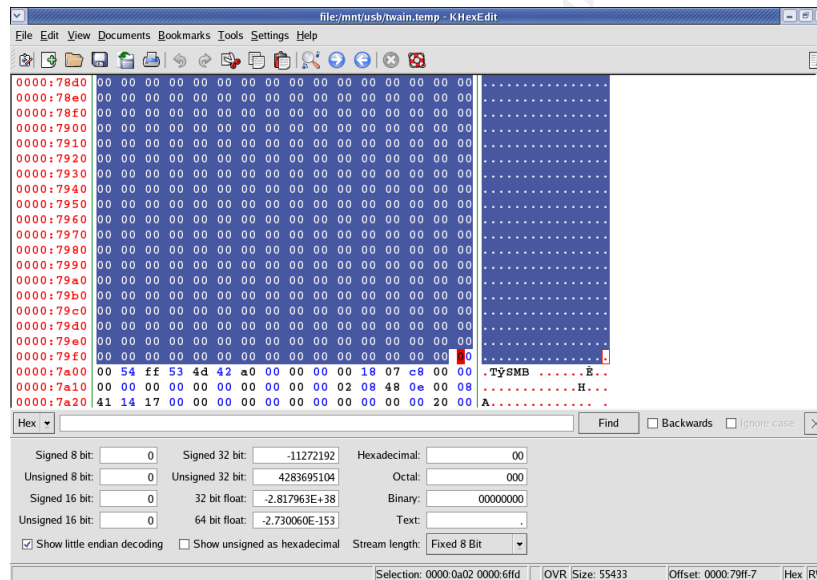 file:/mnt/usb/twain.temp - KHexEdit
File Edit View Documents Bookmarks Tools Settings Help
0000:78d0 00 00 00 00 00 00 00 00 00 00 00 00 00 00 00 00 ................
0000:78e0 00 00 00 00 00 00 00 00 00 00 00 00 00 00 00 00 ................
0000:78f0 00 00 00 00 00 00 00 00 00 00 00 00 00 00 00 00 ................
0000:7900 00 00 00 00 00 00 00 00 00 00 00 00 00 00 00 00 ................
0000:7910 00 00 00 00 00 00 00 00 00 00 00 00 00 00 00 00 ................
0000:7920 00 00 00 00 00 00 00 00 00 00 00 00 00 00 00 00 ................
0000:7930 00 00 00 00 00 00 00 00 00 00 00 00 00 00 00 00 ................
0000:7940 00 00 00 00 00 00 00 00 00 00 00 00 00 00 00 00 ................
0000:7950 00 00 00 00 00 00 00 00 00 00 00 00 00 00 00 00 ................
0000:7960 00 00 00 00 00 00 00 00 00 00 00 00 00 00 00 00 ................
0000:7970 00 00 00 00 00 00 00 00 00 00 00 00 00 00 00 00 ................
0000:7980 00 00 00 00 00 00 00 00 00 00 00 00 00 00 00 00 ................
0000:7990 00 00 00 00 00 00 00 00 00 00 00 00 00 00 00 00 ................
0000:79a0 00 00 00 00 00 00 00 00 00 00 00 00 00 00 00 00 ................
0000:79b0 00 00 00 00 00 00 00 00 00 00 00 00 00 00 00 00 ................
0000:79c0 00 00 00 00 00 00 00 00 00 00 00 00 00 00 00 00 ................
0000:79d0 00 00 00 00 00 00 00 00 00 00 00 00 00 00 00 00 ................
0000:79e0 00 00 00 00 00 00 00 00 00 00 00 00 00 00 00 00 ................
0000:79f0 00 00 00 00 00 00 00 00 00 00 00 00 00 00 00 00 ................
0000:7a00 00 54 ff 53 4d 42 a0 00 00 00 00 18 07 c8 00 00 .TÿSMB ......È..
0000:7a10 00 00 00 00 00 00 00 00 00 00 02 08 48 0e 00 08 ............H...
0000:7a20 41 14 17 00 00 00 00 00 00 00 00 00 00 00 20 00 A............. .
Hex Find Backwards Ignore case
Signed 8 bit: 0 Signed 32 bit: -11272192 Hexadecimal: 00
Unsigned 8 bit: 0 Unsigned 32 bit: 4283695104 Octal: 000
Signed 16 bit: 0 32 bit float: -2.817963E+38 Binary: 00000000
Unsigned 16 bit: 0 64 bit float: -2.730060E-153 Text: .
Show little endian decoding Show unsigned as hexadecimal Stream length: Fixed 8 Bit
Selection: 0000:0a02 0000:6ffd OVR Size: 55433 Offset: 0000:79ff-7 Hex